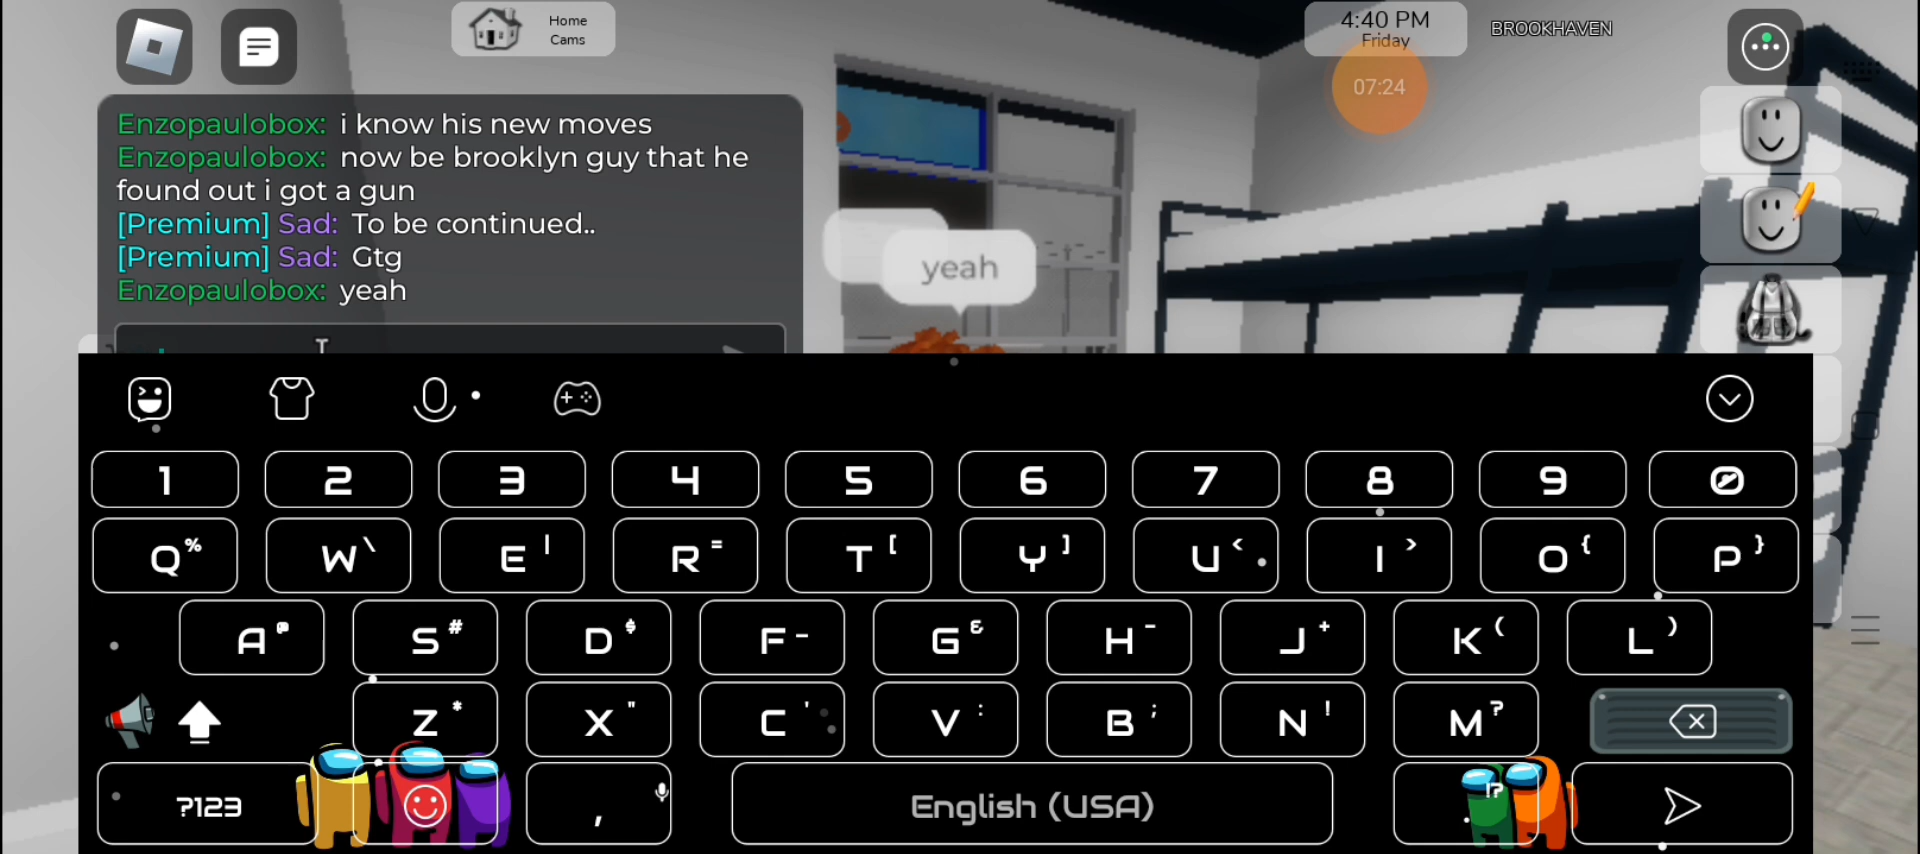 Home
Cams
4:40 PM
Friday
BROOKHAVEN
07:24
Enzopaulobox: i know his new moves
Enzopaulobox: now be brooklyn guy that he
found out i got a gun
[Premium] Sad: To be continued..
[Premium] Sad: Gtg
Enzopaulobox: yeah
yeah
1 2 3 4 5 6 7 8 9 0
Q % W \ E | R = T [ Y ] U < I > O { P }
A @ S # D $ F - G & H - J + K ( L )
Z * X " C ' V : B ; N ! M ?
?123 , English (USA) . !?